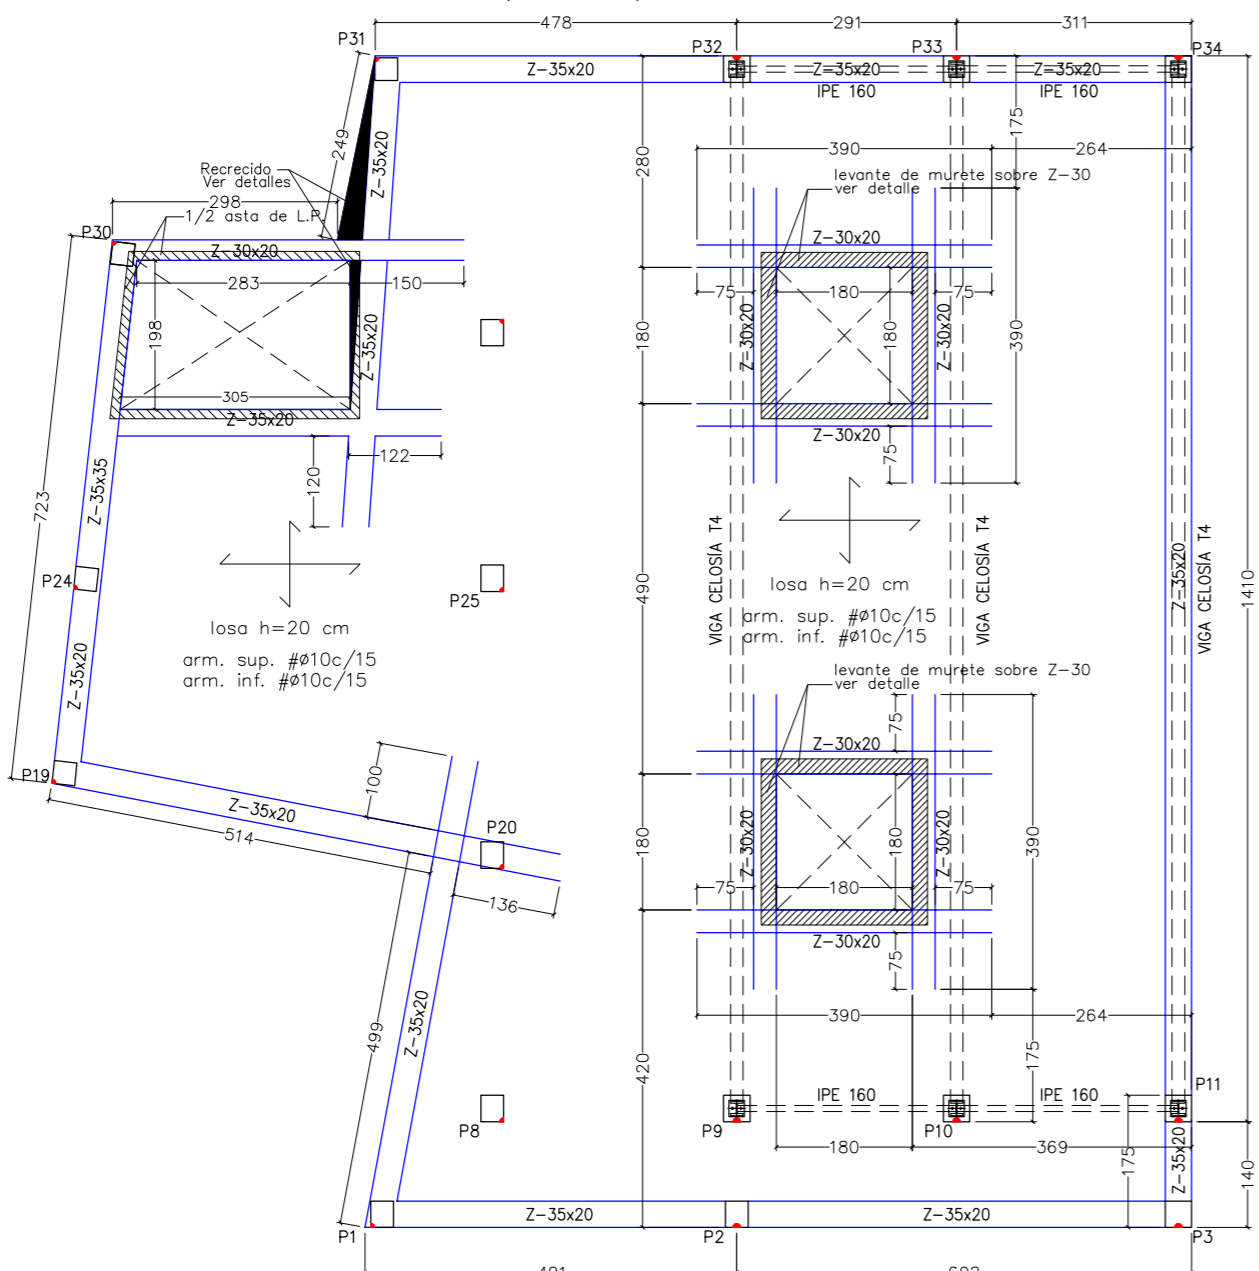 478
291
311
P31
P32
P33
P34
Z-35x20
Z-35x20
Z-35x20
IPE 160
IPE 160
249
Z-35x20
280
175
390
264
Recrecido
Ver detalles
levante de murete sobre Z-30
ver detalle
298
1/2 asta de L.P.
P30
Z-30x20
Z-30x20
283
150
75
180
75
198
Z-35x20
180
Z-30x20
180
Z-30x20
390
305
Z-35x20
Z-30x20
122
75
120
723
Z-35x35
P24
P25
490
VIGA CELOSÍA T4
VIGA CELOSÍA T4
Z-35x20
VIGA CELOSÍA T4
1410
losa h=20 cm
arm. sup. #ø10c/15
arm. inf. #ø10c/15
losa h=20 cm
arm. sup. #ø10c/15
arm. inf. #ø10c/15
Z-35x20
levante de murete sobre Z-30
ver detalle
75
Z-30x20
P19
100
Z-35x20
514
P20
180
Z-30x20
180
Z-30x20
390
75
180
75
136
Z-30x20
75
390
264
499
Z-35x20
420
175
IPE 160
IPE 160
P11
P8
P9
P10
180
369
175
Z-35x20
140
Z-35x20
Z-35x20
P1
P2
P3